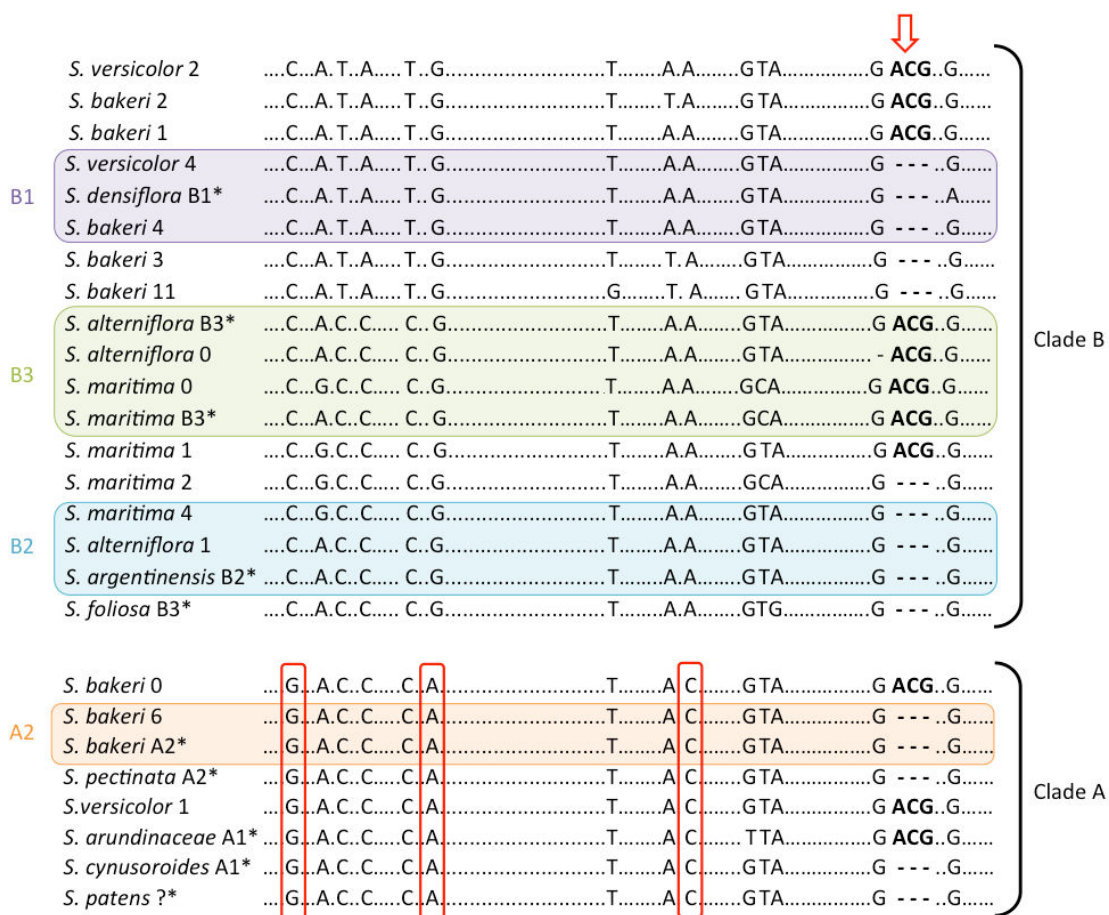 S. versicolor 2 ....C...A.T..A..... T..G............................T........A.A........GTA................G ACG..G......
S. bakeri 2 ....C...A.T..A..... T..G............................T........T.A........GTA................G ACG..G......
S. bakeri 1 ....C...A.T..A..... T..G............................T........A.A........GTA................G ACG..G......
S. versicolor 4 ....C...A.T..A..... T..G............................T........A.A........GTA................G --- ..G......
B1 S. densiflora B1* ....C...A.T..A..... T..G............................T........A.A........GTA................G --- ..A......
S. bakeri 4 ....C...A.T..A..... T..G............................T........A.A........GTA................G --- ..G......
S. bakeri 3 ....C...A.T..A..... T..G............................T........T.A........GTA................G --- ..G......
S. bakeri 11 ....C...A.T..A..... T..G............................G........T.A........GTA................G --- ..G......
S. alterniflora B3* ....C...A.C..C..... C..G............................T........A.A........GTA................G ACG..G......
Clade B
S. alterniflora 0 ....C...A.C..C..... C..G............................T........A.A........GTA................- ACG..G......
B3 S. maritima 0 ....C...G.C..C..... C..G............................T........A.A........GCA................G ACG..G......
S. maritima B3* ....C...A.C..C..... C..G............................T........A.A........GCA................G ACG..G......
S. maritima 1 ....C...G.C..C..... C..G............................T........A.A........GTA................G ACG..G......
S. maritima 2 ....C...G.C..C..... C..G............................T........A.A........GCA................G --- ..G......
S. maritima 4 ....C...G.C..C..... C..G............................T........A.A........GTA................G --- ..G......
B2 S. alterniflora 1 ....C...A.C..C..... C..G............................T........A.A........GTA................G --- ..G......
S. argentinensis B2* ....C...A.C..C..... C..G............................T........A.A........GTA................G --- ..G......
S. foliosa B3* ....C...A.C..C..... C..G............................T........A.A........GTG................G --- ..G......
S. bakeri 0 ....G...A.C..C.....C..A............................T........A C........GTA................G ACG..G......
S. bakeri 6 ....G...A.C..C.....C..A............................T........A C........GTA................G --- ..G......
A2 S. bakeri A2* ....G...A.C..C.....C..A............................T........A C........GTA................G --- ..G......
S. pectinata A2* ....G...A.C..C.....C..A............................T........A C........GTA................G --- ..G......
S.versicolor 1 ....G...A.C..C.....C..A............................T........A C........GTA................G ACG..G......
Clade A
S. arundinaceae A1* ....G...A.C..C.....C..A............................T........A C........TTA................G ACG..G......
S. cynusoroides A1* ....G...A.C..C.....C..A............................T........A C........GTA................G --- ..G......
S. patens ?* ....G...A.C..C.....C..A............................T........A C........GTA................G --- ..G......